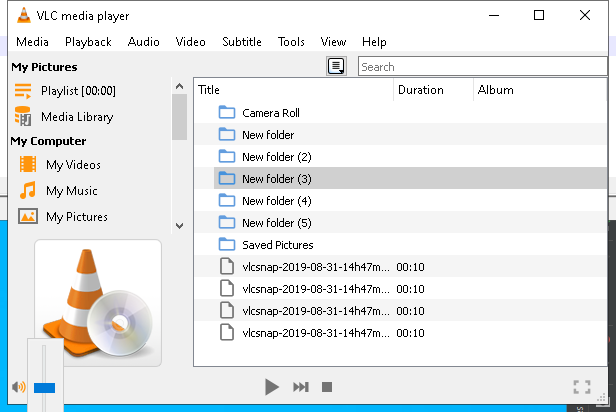 VLC media player
Media Playback Audio Video Subtitle Tools View Help
My Pictures
Search
Playlist [00:00]
Media Library
My Computer
My Videos
My Music
My Pictures
Title Duration Album
Camera Roll
New folder
New folder (2)
New folder (3)
New folder (4)
New folder (5)
Saved Pictures
vlcsnap-2019-08-31-14h47m... 00:10
vlcsnap-2019-08-31-14h47m... 00:10
vlcsnap-2019-08-31-14h47m... 00:10
vlcsnap-2019-08-31-14h47m... 00:10